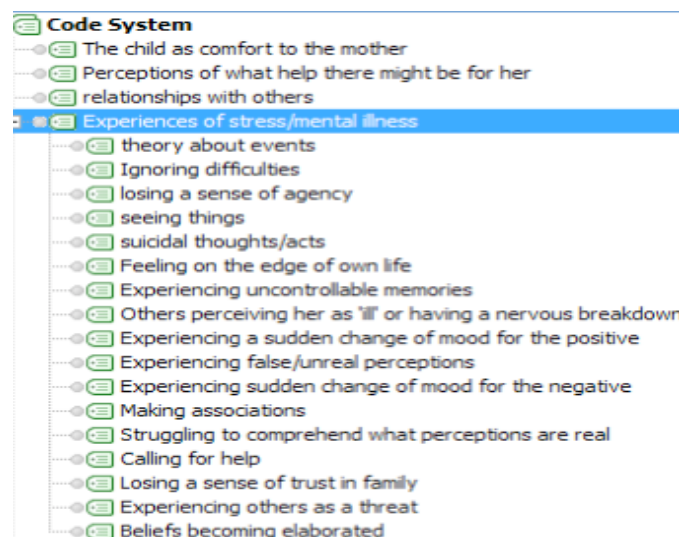 Code System
The child as comfort to the mother
Perceptions of what help there might be for her
relationships with others
Experiences of stress/mental illness
theory about events
Ignoring difficulties
losing a sense of agency
seeing things
suicidal thoughts/acts
Feeling on the edge of own life
Experiencing uncontrollable memories
Others perceiving her as 'ill' or having a nervous breakdown
Experiencing a sudden change of mood for the positive
Experiencing false/unreal perceptions
Experiencing sudden change of mood for the negative
Making associations
Struggling to comprehend what perceptions are real
Calling for help
Losing a sense of trust in family
Experiencing others as a threat
Beliefs becoming elaborated